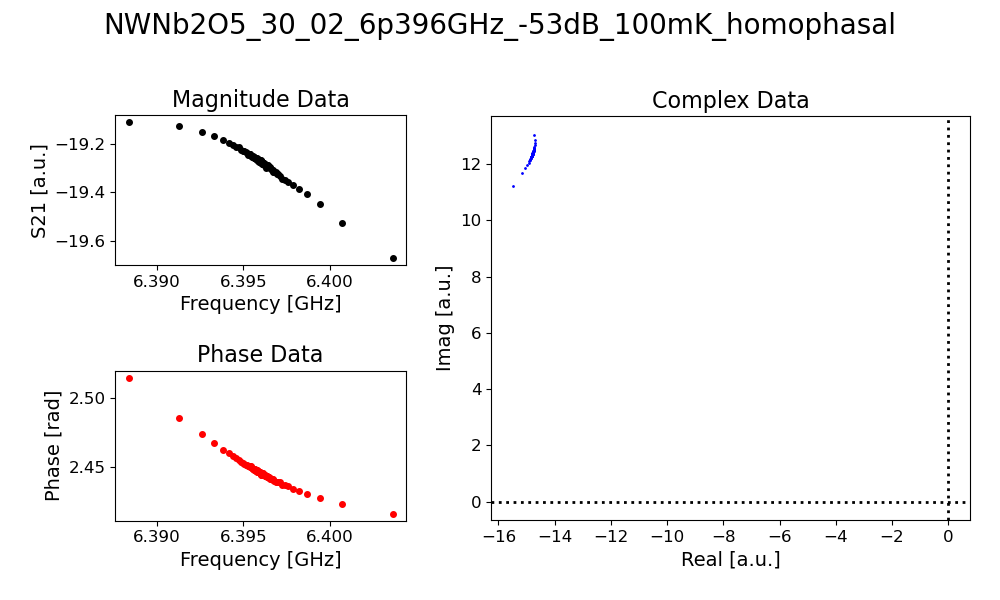 NWNb2O5_30_02_6p396GHz_-53dB_100mK_homophasal
Magnitude Data
S21 [a.u.]
−19.2
−19.4
−19.6
6.390 6.395 6.400
Frequency [GHz]
Phase Data
Phase [rad]
2.50
2.45
6.390 6.395 6.400
Frequency [GHz]
Complex Data
Imag [a.u.]
12
10
8
6
4
2
0
−16 −14 −12 −10 −8 −6 −4 −2 0
Real [a.u.]